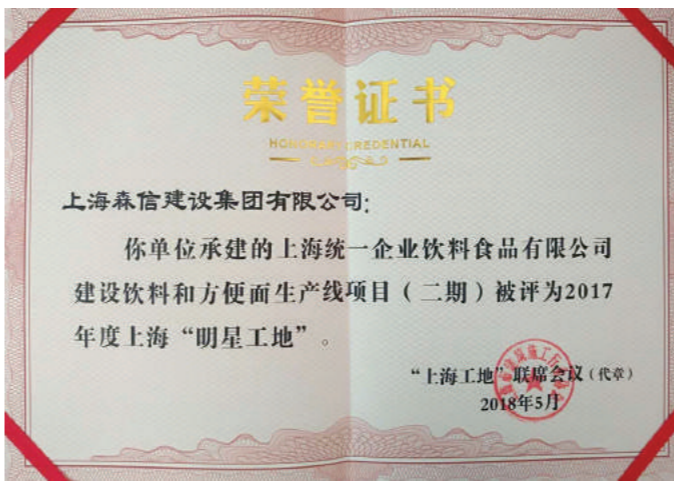 荣誉证书
HONORARY CREDENTIAL
上海森信建设集团有限公司:
你单位承建的上海统一企业饮料食品有限公司
建设饮料和方便面生产线项目（二期）被评为2017
年度上海“明星工地”。
“上海工地”联席会议（代章）
2018年5月